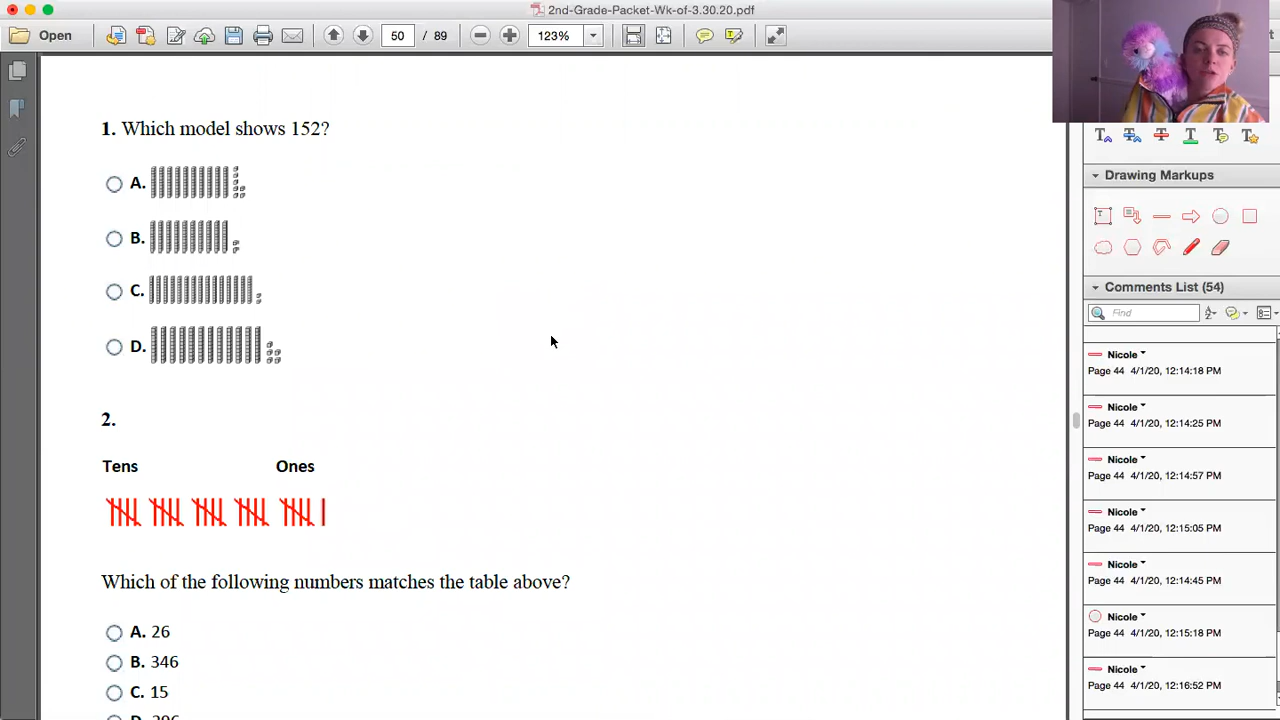 2nd-Grade-Packet-Wk-of-3.30.20.pdf
Open
50 / 89
123%
1. Which model shows 152?
A.
B.
C.
D.
2.
Tens Ones
Which of the following numbers matches the table above?
A. 26
B. 346
C. 15
Drawing Markups
Comments List (54)
Find
Nicole
Page 44 4/1/20, 12:14:18 PM
Nicole
Page 44 4/1/20, 12:14:25 PM
Nicole
Page 44 4/1/20, 12:14:57 PM
Nicole
Page 44 4/1/20, 12:15:05 PM
Nicole
Page 44 4/1/20, 12:14:45 PM
Nicole
Page 44 4/1/20, 12:15:18 PM
Nicole
Page 44 4/1/20, 12:16:52 PM